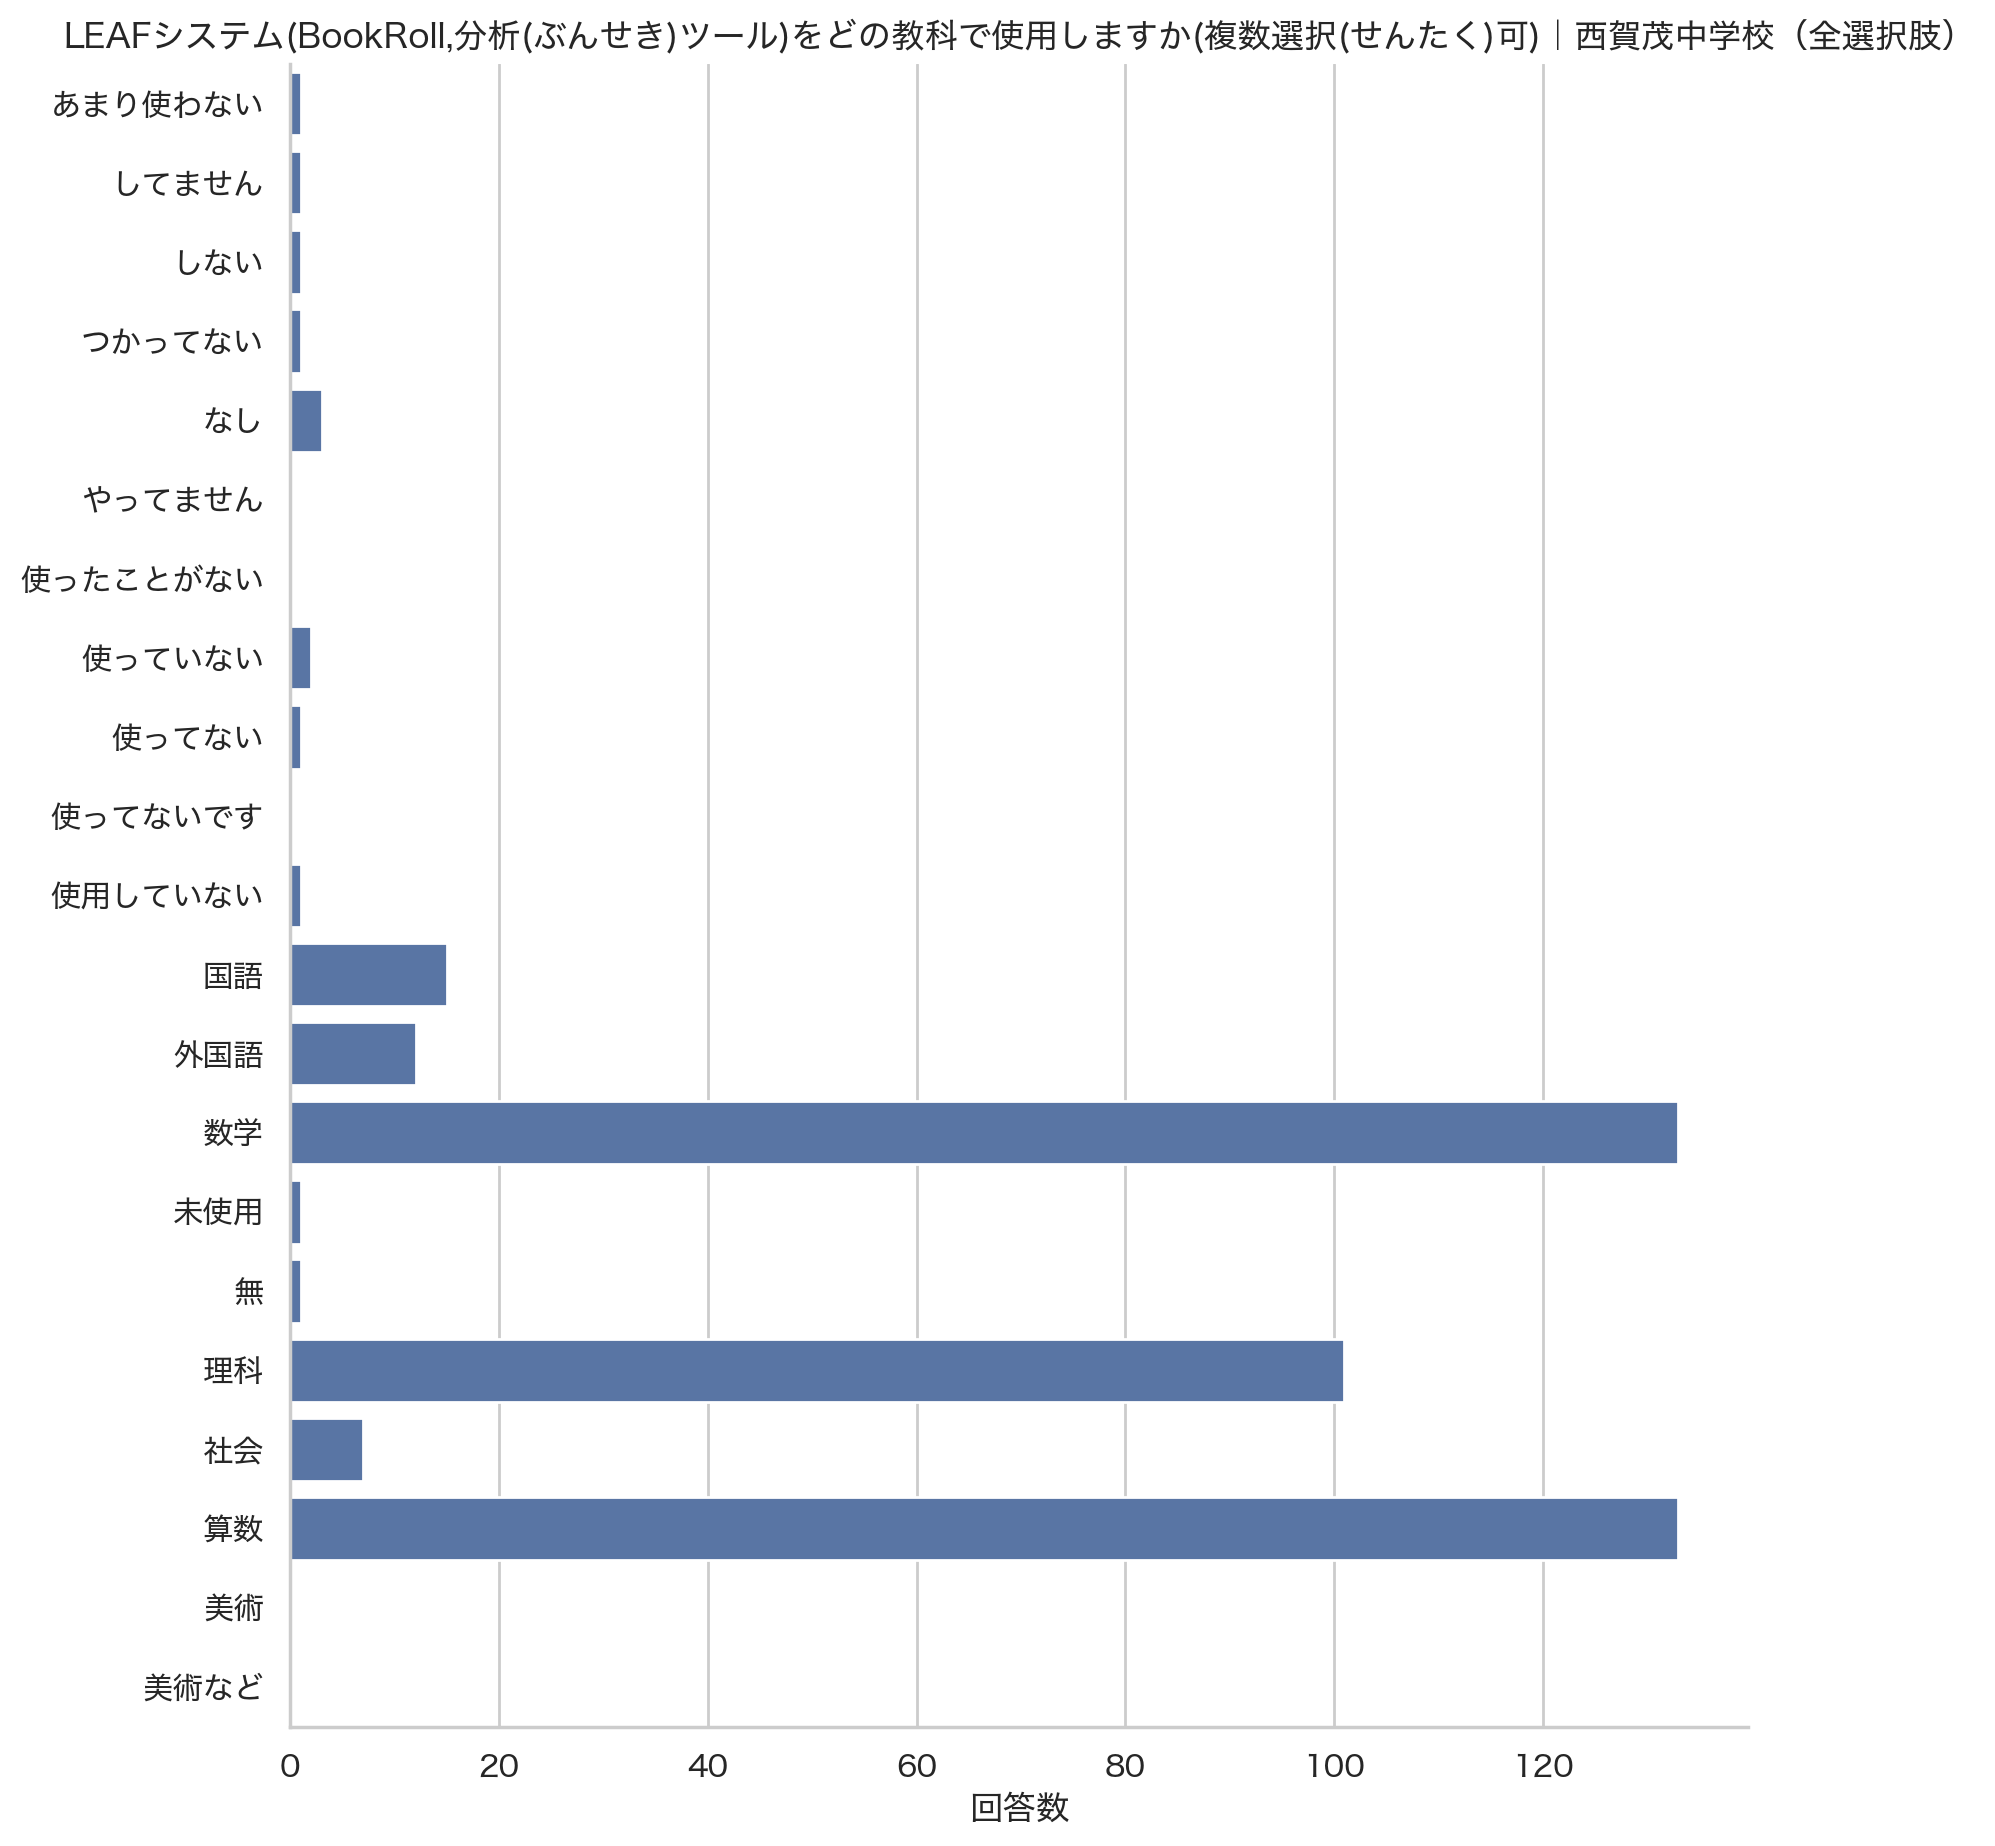 LEAFシステム(BookRoll,分析(ぶんせき)ツール)をどの教科で使用しますか(複数選択(せんたく)可)｜西賀茂中学校（全選択肢）
あまり使わない
してません
しない
つかってない
なし
やってません
使ったことがない
使っていない
使ってない
使ってないです
使用していない
国語
外国語
数学
未使用
無
理科
社会
算数
美術
美術など
0 20 40 60 80 100 120
回答数